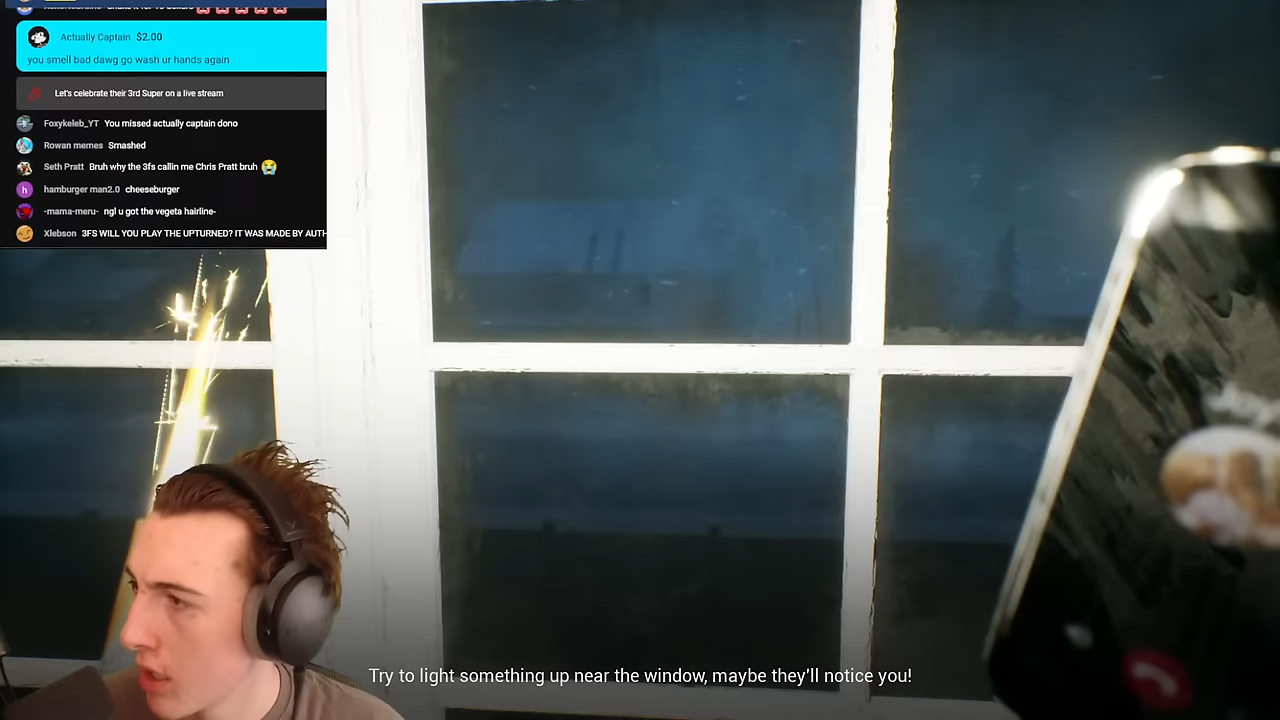 Actually Captain $2.00
you smell bad dawg go wash ur hands again
Let's celebrate their 3rd Super on a live stream
Foxykeleb_YT You missed actually captain dono
Rowan memes Smashed
Seth Pratt Bruh why the 3fs callin me Chris Pratt bruh 😭
h hamburger man2.0 cheeseburger
-mama-meru- ngl u got the vegeta hairline-
Xlebson 3FS WILL YOU PLAY THE UPTURNED? IT WAS MADE BY AUTH
Try to light something up near the window, maybe they'll notice you!